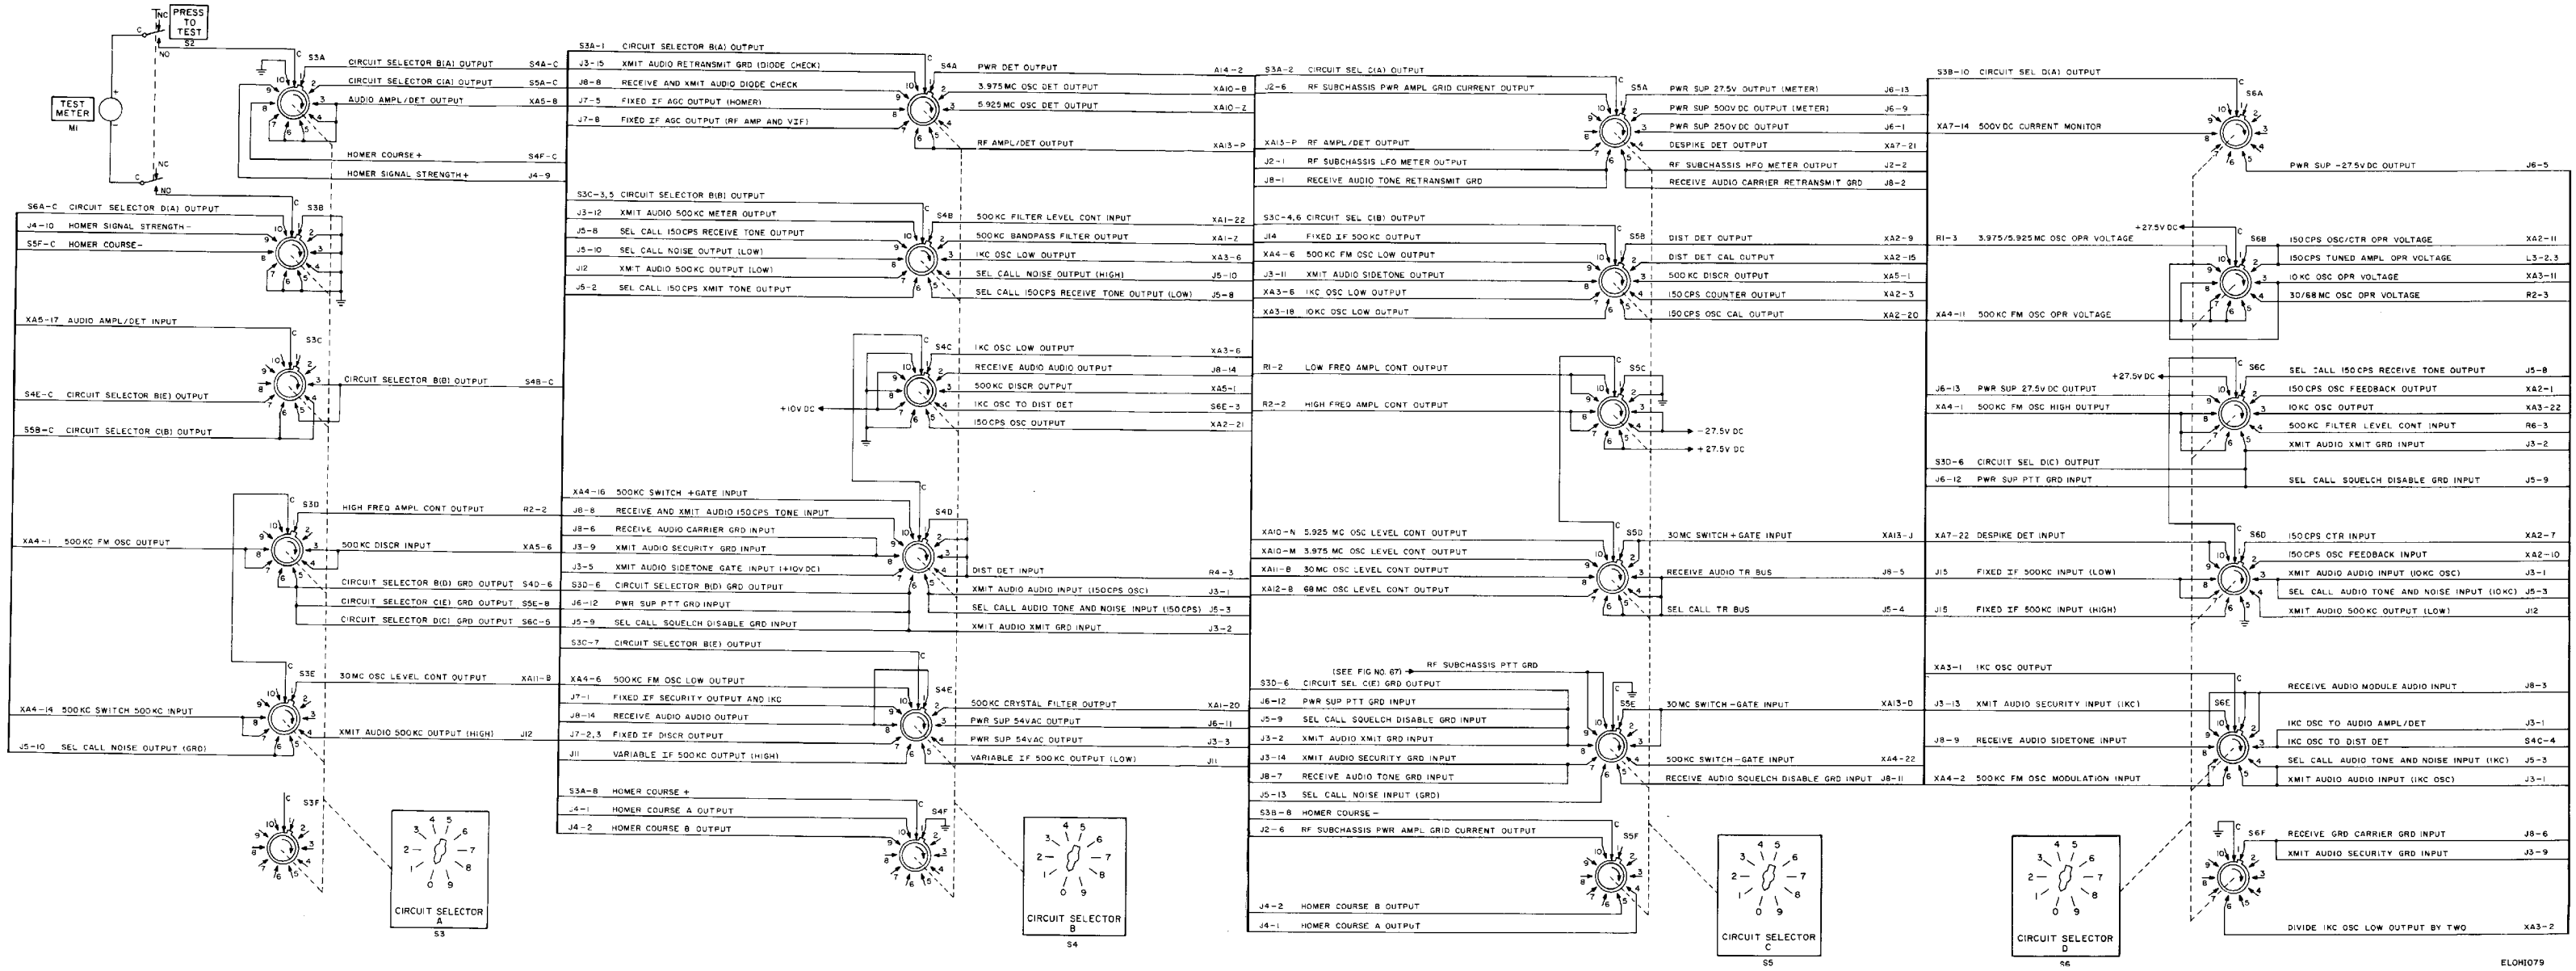 PRESS TO TEST
S2
NC
C
NO
TEST METER
M1
+
-
NC
C
NO
S3A
CIRCUIT SELECTOR B(A) OUTPUT S4A-C
CIRCUIT SELECTOR C(A) OUTPUT S5A-C
AUDIO AMPL/DET OUTPUT XA5-8
HOMER COURSE+ S4F-C
HOMER SIGNAL STRENGTH+ J4-9
S6A-C CIRCUIT SELECTOR D(A) OUTPUT
J4-10 HOMER SIGNAL STRENGTH-
S5F-C HOMER COURSE-
S3B
XA5-17 AUDIO AMPL/DET INPUT
S3C
CIRCUIT SELECTOR B(B) OUTPUT S4B-C
S4E-C CIRCUIT SELECTOR B(E) OUTPUT
S5B-C CIRCUIT SELECTOR C(B) OUTPUT
S3D
HIGH FREQ AMPL CONT OUTPUT R2-2
XA4-1 500KC FM OSC OUTPUT
500KC DISCR INPUT XA5-6
CIRCUIT SELECTOR B(D) GRD OUTPUT S4D-6
CIRCUIT SELECTOR C(E) GRD OUTPUT S5E-8
CIRCUIT SELECTOR D(C) GRD OUTPUT S6C-5
S3E
30MC OSC LEVEL CONT OUTPUT XA11-B
XA4-14 500KC SWITCH 500KC INPUT
XMIT AUDIO 500KC OUTPUT (HIGH) J12
J5-10 SEL CALL NOISE OUTPUT (GRD)
S3F
0 1 2 3 4 5 6 7 8 9
CIRCUIT SELECTOR
A
S3
S3A-1 CIRCUIT SELECTOR B(A) OUTPUT
J3-15 XMIT AUDIO RETRANSMIT GRD (DIODE CHECK)
J8-8 RECEIVE AND XMIT AUDIO DIODE CHECK
J7-5 FIXED IF AGC OUTPUT (HOMER)
J7-8 FIXED IF AGC OUTPUT (RF AMP AND VIF)
S4A
PWR DET OUTPUT A14-2
3.975MC OSC DET OUTPUT XA10-B
5.925MC OSC DET OUTPUT XA10-Z
RF AMPL/DET OUTPUT XA13-P
S3C-3,5 CIRCUIT SELECTOR B(B) OUTPUT
J3-12 XMIT AUDIO 500KC METER OUTPUT
J5-8 SEL CALL 150CPS RECEIVE TONE OUTPUT
J5-10 SEL CALL NOISE OUTPUT (LOW)
J12 XMIT AUDIO 500KC OUTPUT (LOW)
J5-2 SEL CALL 150CPS XMIT TONE OUTPUT
S4B
500KC FILTER LEVEL CONT INPUT XA1-22
500KC BANDPASS FILTER OUTPUT XA1-Z
1KC OSC LOW OUTPUT XA3-6
SEL CALL NOISE OUTPUT (HIGH) J5-10
SEL CALL 150CPS RECEIVE TONE OUTPUT (LOW) J5-8
S4C
1KC OSC LOW OUTPUT XA3-6
RECEIVE AUDIO AUDIO OUTPUT J8-14
500KC DISCR OUTPUT XA5-1
1KC OSC TO DIST DET S6E-3
150CPS OSC OUTPUT XA2-21
+10V DC
XA4-16 500KC SWITCH +GATE INPUT
J8-8 RECEIVE AND XMIT AUDIO 150CPS TONE INPUT
J8-6 RECEIVE AUDIO CARRIER GRD INPUT
J3-9 XMIT AUDIO SECURITY GRD INPUT
J3-5 XMIT AUDIO SIDETONE GATE INPUT (+10V DC)
S3D-6 CIRCUIT SELECTOR B(D) GRD OUTPUT
J6-12 PWR SUP PTT GRD INPUT
J5-9 SEL CALL SQUELCH DISABLE GRD INPUT
S4D
DIST DET INPUT R4-3
XMIT AUDIO AUDIO INPUT (150CPS OSC) J3-1
SEL CALL AUDIO TONE AND NOISE INPUT (150CPS) J5-3
XMIT AUDIO XMIT GRD INPUT J3-2
S3C-7 CIRCUIT SELECTOR B(E) OUTPUT
XA4-6 500KC FM OSC LOW OUTPUT
J7-1 FIXED IF SECURITY OUTPUT AND 1KC
J8-14 RECEIVE AUDIO AUDIO OUTPUT
J7-2,3 FIXED IF DISCR OUTPUT
J11 VARIABLE IF 500KC OUTPUT (HIGH)
S4E
500KC CRYSTAL FILTER OUTPUT XA1-20
PWR SUP 54VAC OUTPUT J6-11
PWR SUP 54VAC OUTPUT J3-3
VARIABLE IF 500KC OUTPUT (LOW) J11
S3A-8 HOMER COURSE +
J4-1 HOMER COURSE A OUTPUT
J4-2 HOMER COURSE B OUTPUT
S4F
0 1 2 3 4 5 6 7 8 9
CIRCUIT SELECTOR
B
S4
S3A-2 CIRCUIT SEL C(A) OUTPUT
J2-6 RF SUBCHASSIS PWR AMPL GRID CURRENT OUTPUT
XA13-P RF AMPL/DET OUTPUT
J2-1 RF SUBCHASSIS LFO METER OUTPUT
J8-1 RECEIVE AUDIO TONE RETRANSMIT GRD
S5A
PWR SUP 27.5V OUTPUT (METER) J6-13
PWR SUP 500V DC OUTPUT (METER) J6-9
PWR SUP 250V DC OUTPUT J6-1
DESPIKE DET OUTPUT XA7-21
RF SUBCHASSIS HFO METER OUTPUT J2-2
RECEIVE AUDIO CARRIER RETRANSMIT GRD J8-2
S3C-4,6 CIRCUIT SEL C(B) OUTPUT
J14 FIXED IF 500KC OUTPUT
XA4-6 500KC FM OSC LOW OUTPUT
J3-11 XMIT AUDIO SIDETONE OUTPUT
XA3-6 1KC OSC LOW OUTPUT
XA3-18 10KC OSC LOW OUTPUT
S5B
DIST DET OUTPUT XA2-9
DIST DET CAL OUTPUT XA2-15
500KC DISCR OUTPUT XA5-1
150CPS COUNTER OUTPUT XA2-3
150CPS OSC CAL OUTPUT XA2-20
R1-2 LOW FREQ AMPL CONT OUTPUT
R2-2 HIGH FREQ AMPL CONT OUTPUT
S5C
-27.5V DC
+27.5V DC
XA10-N 5.925 MC OSC LEVEL CONT OUTPUT
XA10-M 3.975 MC OSC LEVEL CONT OUTPUT
XA11-B 30MC OSC LEVEL CONT OUTPUT
XA12-B 68MC OSC LEVEL CONT OUTPUT
S5D
30MC SWITCH+GATE INPUT XA13-J
RECEIVE AUDIO TR BUS J8-5
SEL CALL TR BUS J5-4
(SEE FIG NO. 67) RF SUBCHASSIS PTT GRD
S3D-6 CIRCUIT SEL C(E) GRD OUTPUT
J6-12 PWR SUP PTT GRD INPUT
J5-9 SEL CALL SQUELCH DISABLE GRD INPUT
J3-2 XMIT AUDIO XMIT GRD INPUT
J3-14 XMIT AUDIO SECURITY GRD INPUT
J8-7 RECEIVE AUDIO TONE GRD INPUT
J5-13 SEL CALL NOISE INPUT (GRD)
S5E
30MC SWITCH-GATE INPUT XA13-D
500KC SWITCH-GATE INPUT XA4-22
RECEIVE AUDIO SQUELCH DISABLE GRD INPUT J8-11
S3B-8 HOMER COURSE-
J2-6 RF SUBCHASSIS PWR AMPL GRID CURRENT OUTPUT
S5F
J4-2 HOMER COURSE B OUTPUT
J4-1 HOMER COURSE A OUTPUT
0 1 2 3 4 5 6 7 8 9
CIRCUIT SELECTOR
C
S5
S3B-10 CIRCUIT SEL D(A) OUTPUT
S6A
XA7-14 500V DC CURRENT MONITOR
PWR SUP -27.5V DC OUTPUT J6-5
+27.5V DC
R1-3 3.975/5.925MC OSC OPR VOLTAGE
S6B
150CPS OSC/CTR OPR VOLTAGE XA2-11
150CPS TUNED AMPL OPR VOLTAGE L3-2,3
10KC OSC OPR VOLTAGE XA3-11
30/68MC OSC OPR VOLTAGE R2-3
XA4-11 500KC FM OSC OPR VOLTAGE
+27.5V DC
S6C
J6-13 PWR SUP 27.5V DC OUTPUT
XA4-1 500KC FM OSC HIGH OUTPUT
SEL CALL 150CPS RECEIVE TONE OUTPUT J5-8
150CPS OSC FEEDBACK OUTPUT XA2-1
10KC OSC OUTPUT XA3-22
500KC FILTER LEVEL CONT INPUT R6-3
XMIT AUDIO XMIT GRD INPUT J3-2
S3D-6 CIRCUIT SEL D(C) OUTPUT
J6-12 PWR SUP PTT GRD INPUT
SEL CALL SQUELCH DISABLE GRD INPUT J5-9
XA7-22 DESPIKE DET INPUT
J15 FIXED IF 500KC INPUT (LOW)
J15 FIXED IF 500KC INPUT (HIGH)
S6D
150CPS CTR INPUT XA2-7
150CPS OSC FEEDBACK INPUT XA2-10
XMIT AUDIO AUDIO INPUT (10KC OSC) J3-1
SEL CALL AUDIO TONE AND NOISE INPUT (10KC) J5-3
XMIT AUDIO 500KC OUTPUT (LOW) J12
XA3-1 1KC OSC OUTPUT
J3-13 XMIT AUDIO SECURITY INPUT (1KC)
J8-9 RECEIVE AUDIO SIDETONE INPUT
XA4-2 500KC FM OSC MODULATION INPUT
S6E
RECEIVE AUDIO MODULE AUDIO INPUT J8-3
1KC OSC TO AUDIO AMPL/DET J3-1
1KC OSC TO DIST DET S4C-4
SEL CALL AUDIO TONE AND NOISE INPUT (1KC) J5-3
XMIT AUDIO AUDIO INPUT (1KC OSC) J3-1
S6F
RECEIVE GRD CARRIER GRD INPUT J8-6
XMIT AUDIO SECURITY GRD INPUT J3-9
DIVIDE 1KC OSC LOW OUTPUT BY TWO XA3-2
0 1 2 3 4 5 6 7 8 9
CIRCUIT SELECTOR
D
S6
ELOHI079